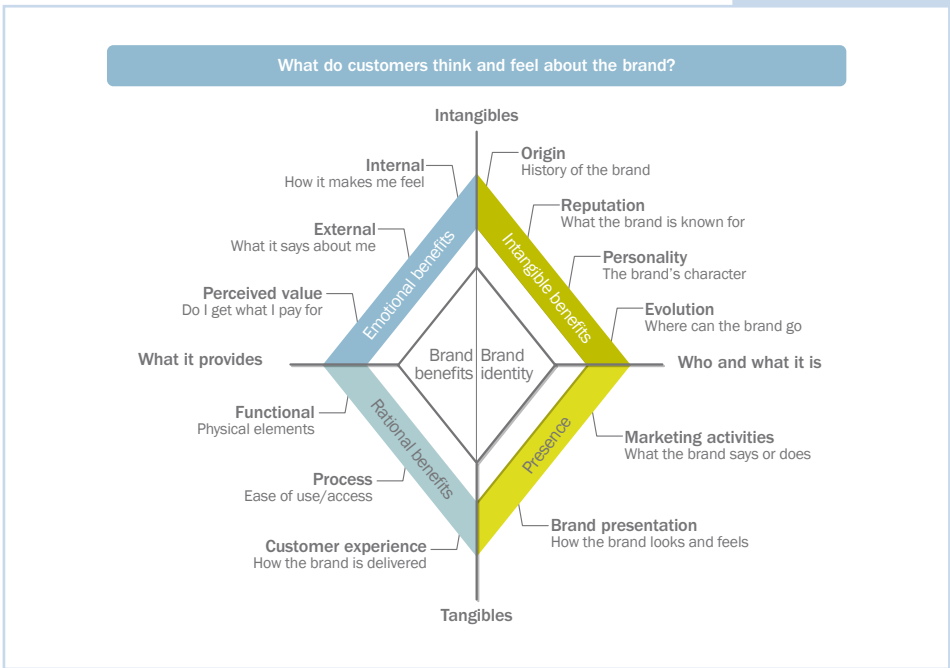 What do customers think and feel about the brand?
Intangibles
Internal
How it makes me feel
External
What it says about me
Perceived value
Do I get what I pay for
Emotional benefits
Origin
History of the brand
Reputation
What the brand is known for
Personality
The brand's character
Evolution
Where can the brand go
Intangible benefits
What it provides
Brand benefits
Brand identity
Who and what it is
Functional
Physical elements
Process
Ease of use/access
Customer experience
How the brand is delivered
Rational benefits
Presence
Marketing activities
What the brand says or does
Brand presentation
How the brand looks and feels
Tangibles